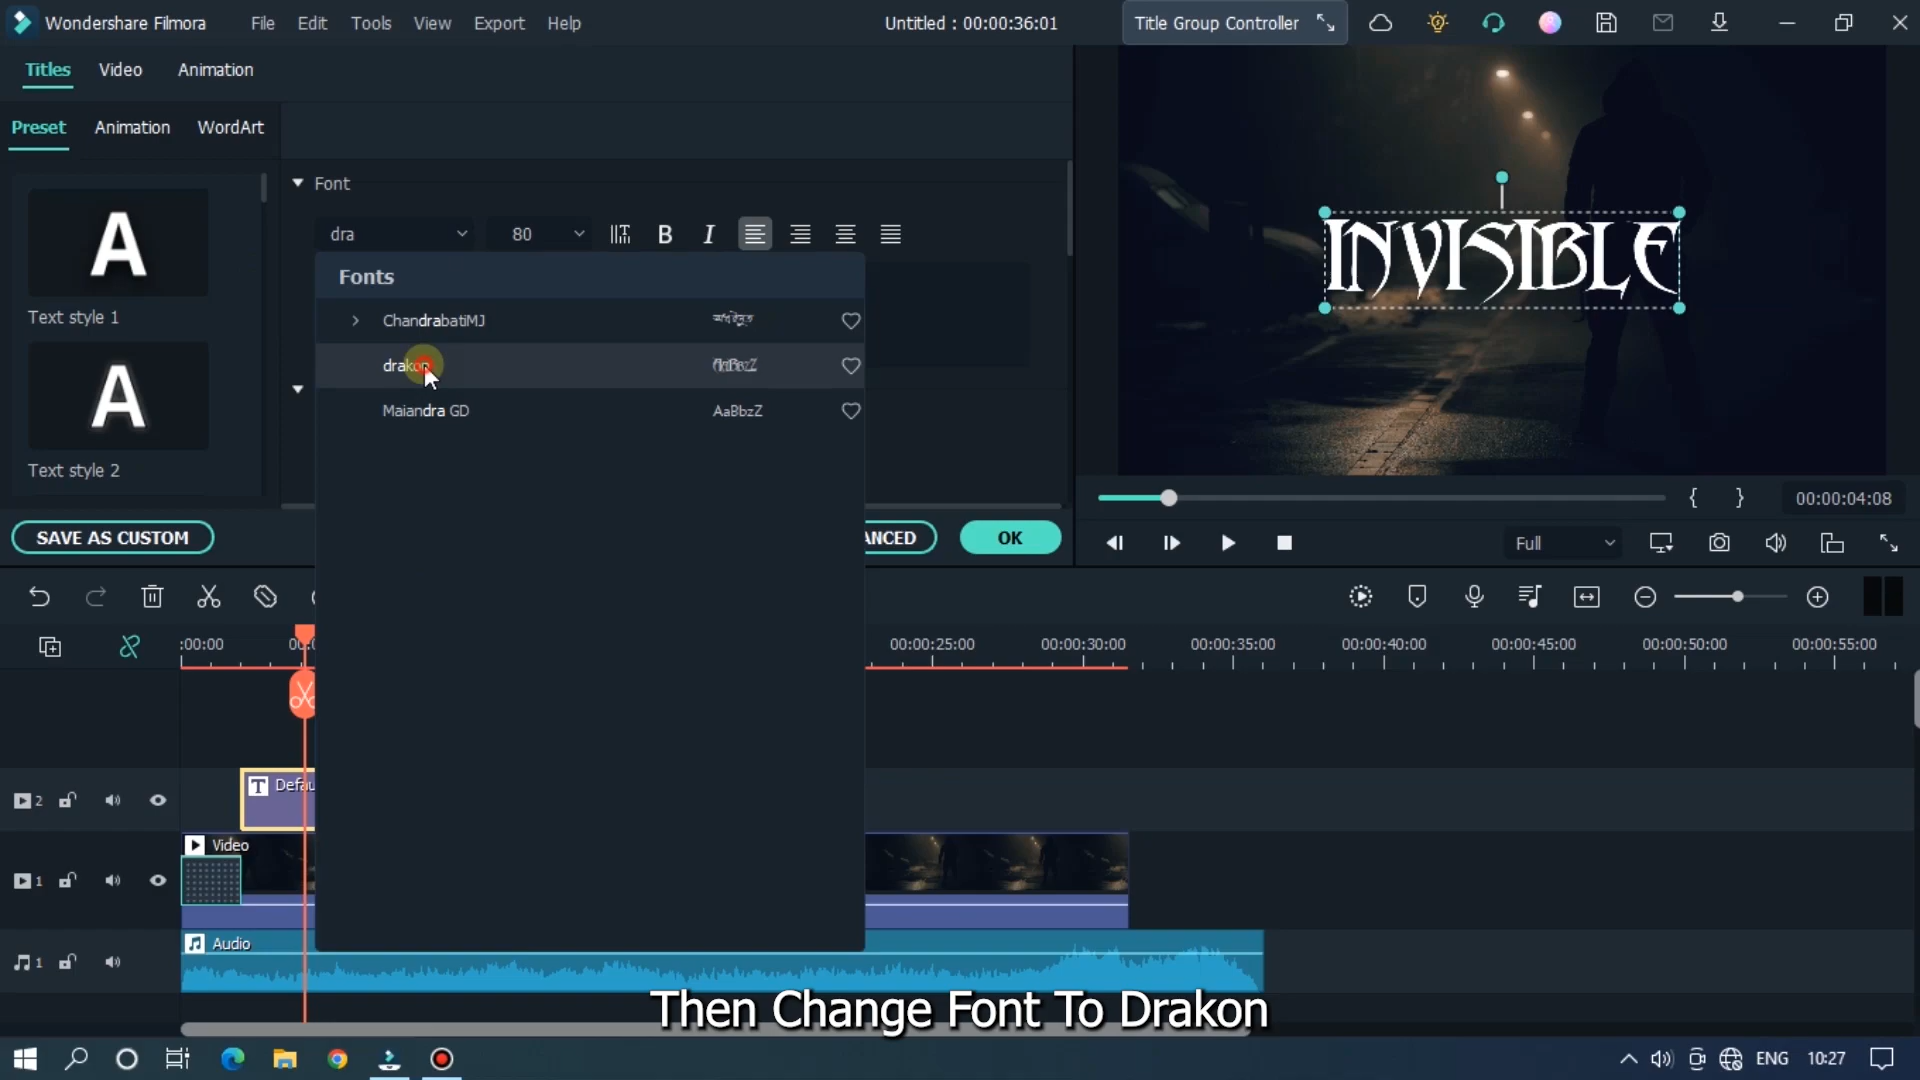 Wondershare Filmora File Edit Tools View Export Help Untitled : 00:00:36:01 Title Group Controller
Titles Video Animation
Preset Animation WordArt
Font
A
Text style 1
A
Text style 2
dra 80 B I
Fonts
ChandrabatiMJ
drakon
Maiandra GD AaBbzZ
INVISIBLE
00:00:04:08
SAVE AS CUSTOM ANCED OK
Full
:00:00 00:00:25:00 00:00:30:00 00:00:35:00 00:00:40:00 00:00:45:00 00:00:50:00 00:00:55:00
2 T Defau
Video
1
Audio
1
Then Change Font To Drakon
ENG 10:27